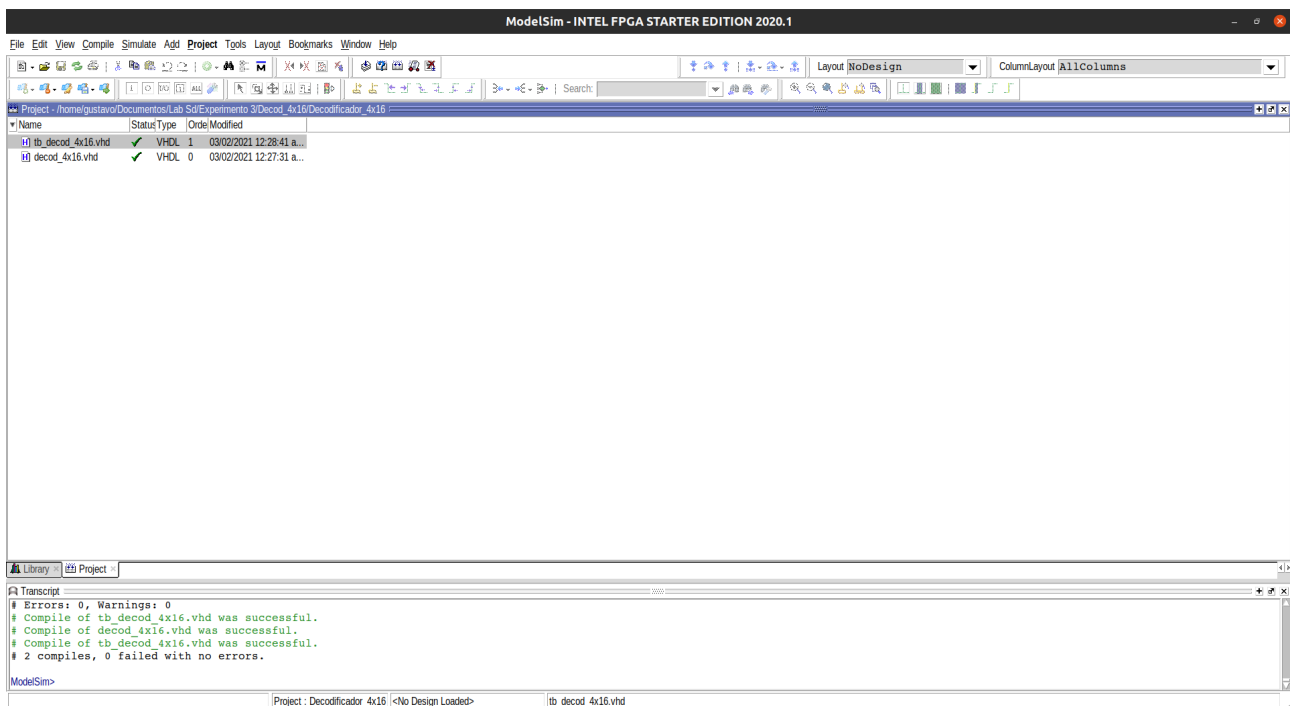 ModelSim - INTEL FPGA STARTER EDITION 2020.1
File Edit View Compile Simulate Add Project Tools Layout Bookmarks Window Help
Layout NoDesign ColumnLayout AllColumns
Search:
Project - /home/gustavo/Documentos/Lab Sd/Experimento 3/Decod_4x16/Decodificador_4x16
Name Status Type Orde Modified
tb_decod_4x16.vhd VHDL 1 03/02/2021 12:28:41 a...
decod_4x16.vhd VHDL 0 03/02/2021 12:27:31 a...
Library Project
Transcript
# Errors: 0, Warnings: 0
# Compile of tb_decod_4x16.vhd was successful.
# Compile of decod_4x16.vhd was successful.
# Compile of tb_decod_4x16.vhd was successful.
# 2 compiles, 0 failed with no errors.
ModelSim>
Project : Decodificador_4x16 <No Design Loaded> tb_decod_4x16.vhd